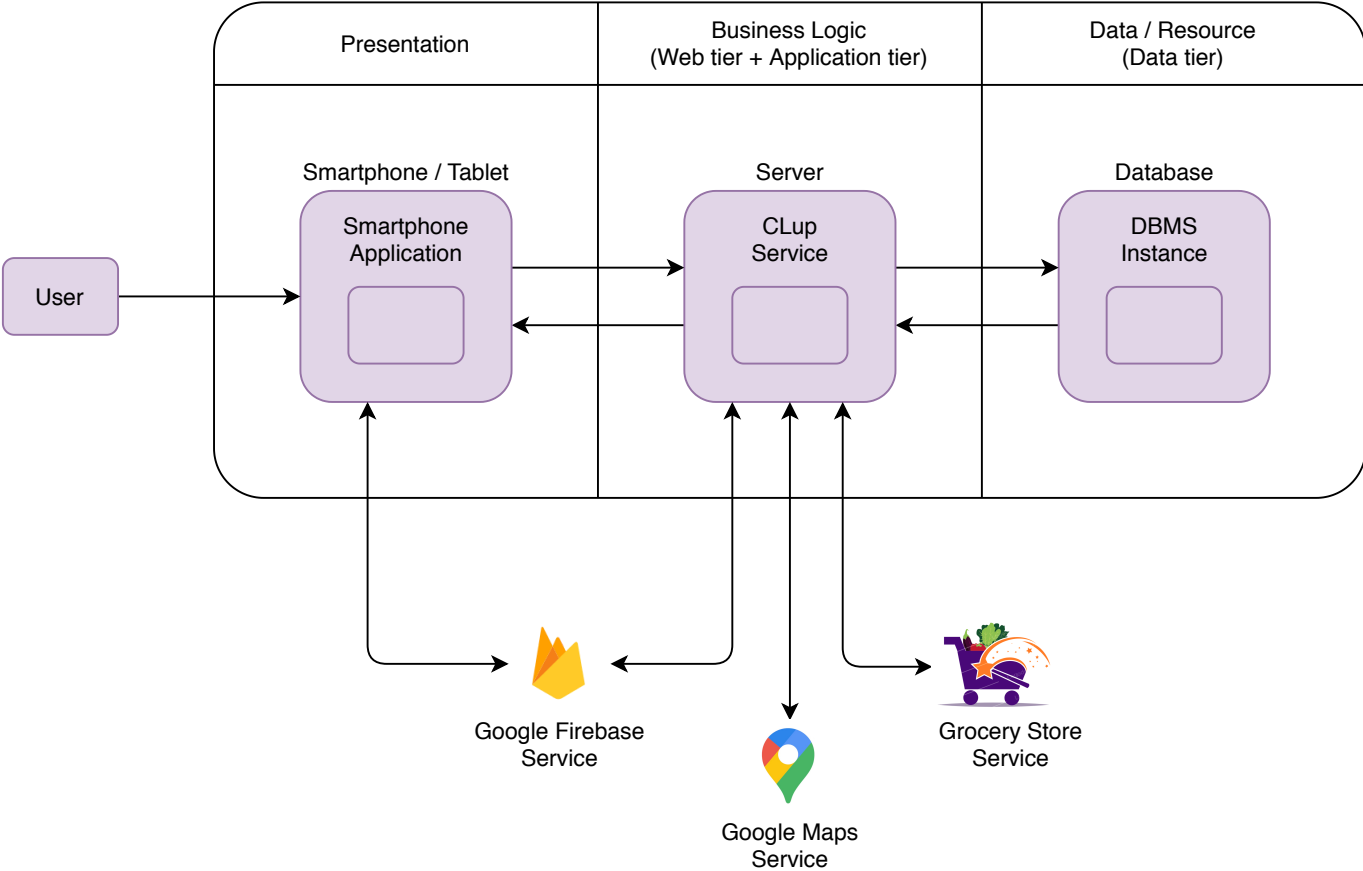 Presentation
Business Logic
(Web tier + Application tier)
Data / Resource
(Data tier)
Smartphone / Tablet
Server
Database
Smartphone
Application
CLup
Service
DBMS
Instance
User
Google Firebase
Service
Grocery Store
Service
Google Maps
Service